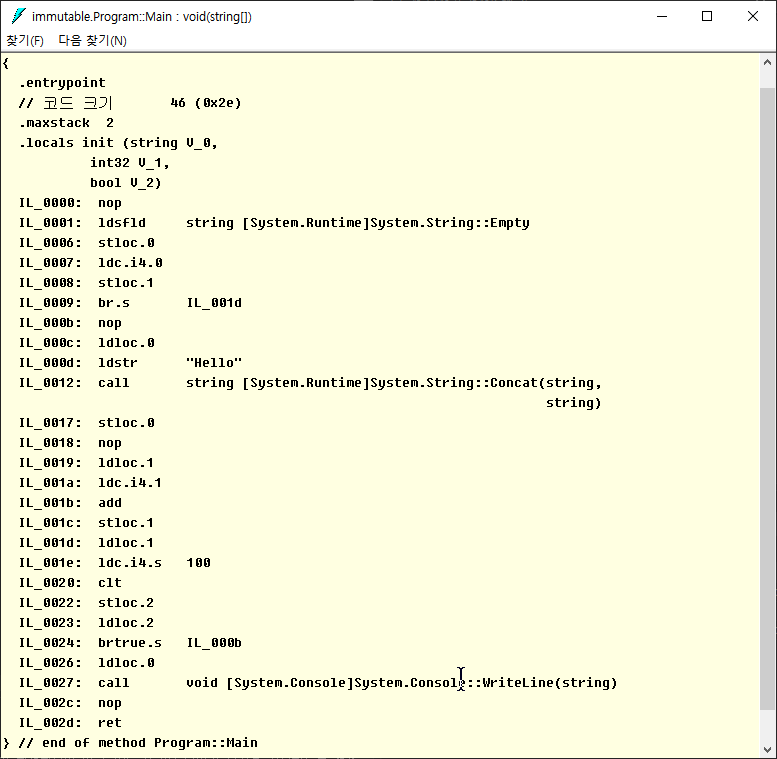 immutable.Program::Main : void(string[])
찾기(F) 다음 찾기(N)
{
  .entrypoint
  // 코드 크기       46 (0x2e)
  .maxstack  2
  .locals init (string V_0,
           int32 V_1,
           bool V_2)
  IL_0000:  nop
  IL_0001:  ldsfld     string [System.Runtime]System.String::Empty
  IL_0006:  stloc.0
  IL_0007:  ldc.i4.0
  IL_0008:  stloc.1
  IL_0009:  br.s       IL_001d
  IL_000b:  nop
  IL_000c:  ldloc.0
  IL_000d:  ldstr      "Hello"
  IL_0012:  call       string [System.Runtime]System.String::Concat(string,
                                                                    string)
  IL_0017:  stloc.0
  IL_0018:  nop
  IL_0019:  ldloc.1
  IL_001a:  ldc.i4.1
  IL_001b:  add
  IL_001c:  stloc.1
  IL_001d:  ldloc.1
  IL_001e:  ldc.i4.s   100
  IL_0020:  clt
  IL_0022:  stloc.2
  IL_0023:  ldloc.2
  IL_0024:  brtrue.s   IL_000b
  IL_0026:  ldloc.0
  IL_0027:  call       void [System.Console]System.Console::WriteLine(string)
  IL_002c:  nop
  IL_002d:  ret
} // end of method Program::Main